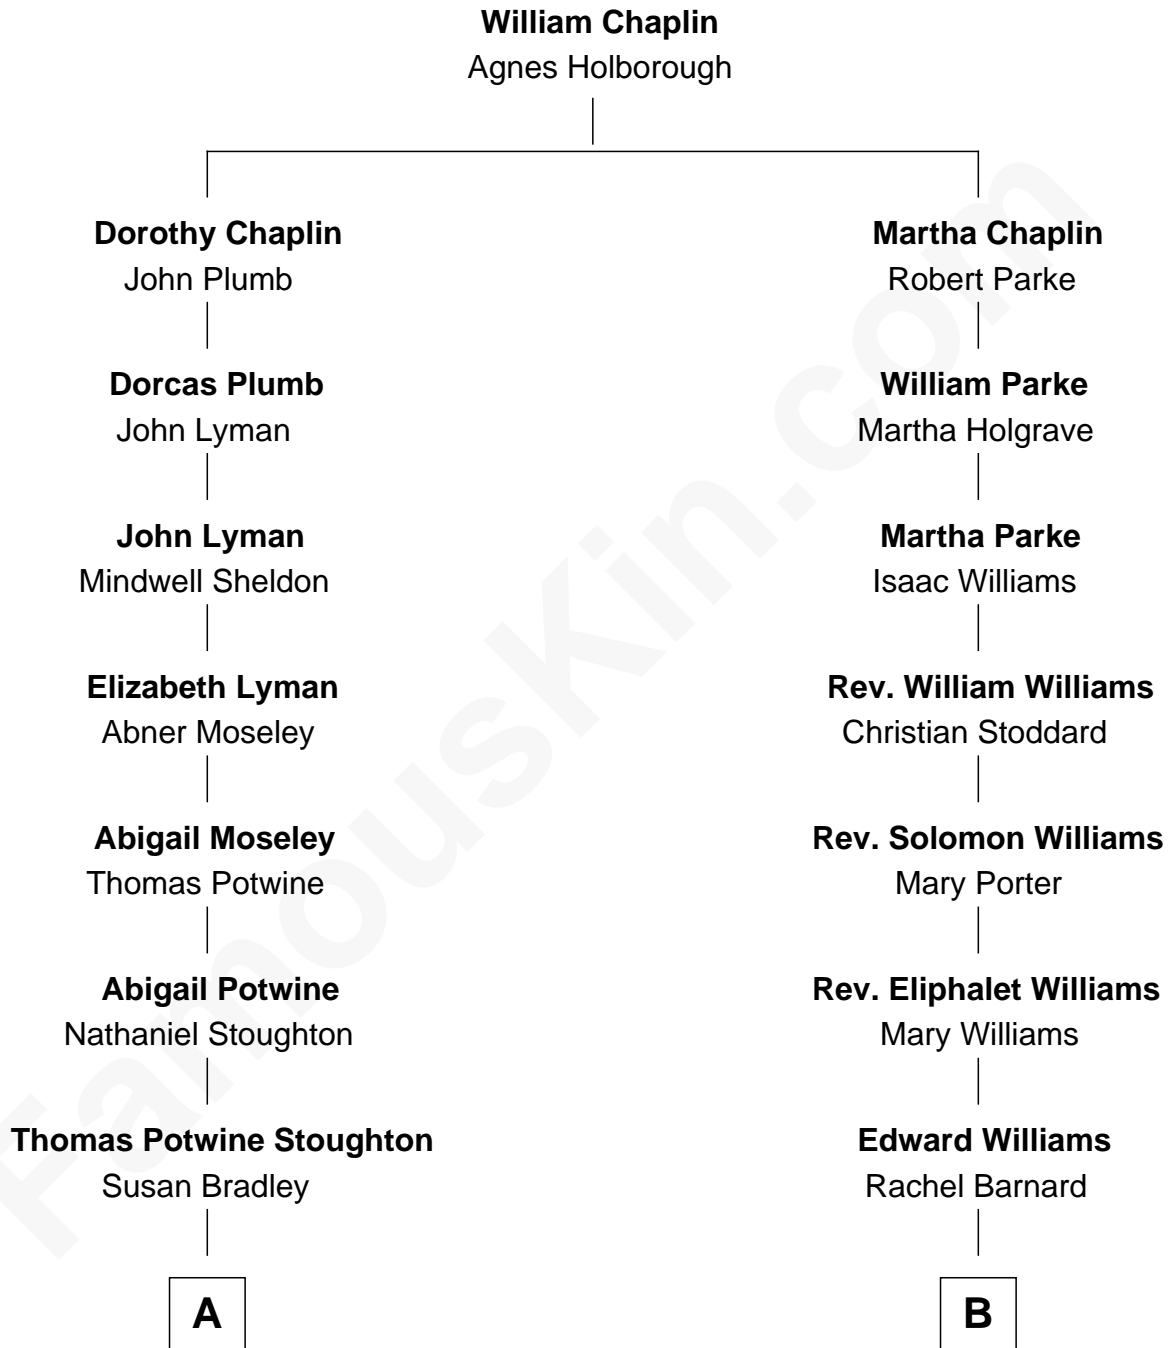 William Chaplin
Agnes Holborough
Dorothy Chaplin
John Plumb
Dorcas Plumb
John Lyman
John Lyman
Mindwell Sheldon
Elizabeth Lyman
Abner Moseley
Abigail Moseley
Thomas Potwine
Abigail Potwine
Nathaniel Stoughton
Thomas Potwine Stoughton
Susan Bradley
A
Martha Chaplin
Robert Parke
William Parke
Martha Holgrave
Martha Parke
Isaac Williams
Rev. William Williams
Christian Stoddard
Rev. Solomon Williams
Mary Porter
Rev. Eliphalet Williams
Mary Williams
Edward Williams
Rachel Barnard
B
FamousKin.com